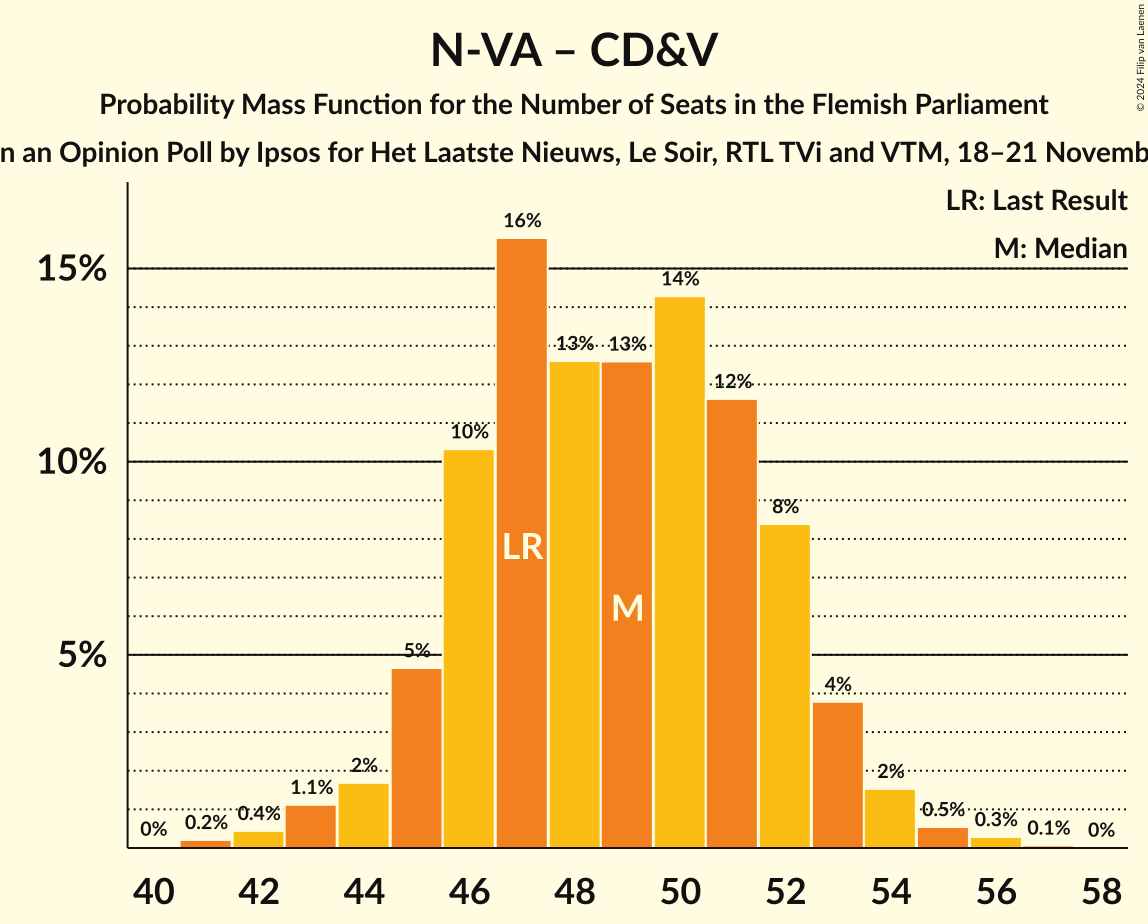 N-VA – CD&V
Probability Mass Function for the Number of Seats in the Flemish Parliament
n an Opinion Poll by Ipsos for Het Laatste Nieuws, Le Soir, RTL TVi and VTM, 18–21 Novemb
© 2024 Filip van Laenen
LR: Last Result
M: Median
15%
10%
5%
0%
0.2%
0.4%
1.1%
2%
5%
10%
16%
13%
13%
14%
12%
8%
4%
2%
0.5%
0.3%
0.1%
0%
LR
M
40 42 44 46 48 50 52 54 56 58